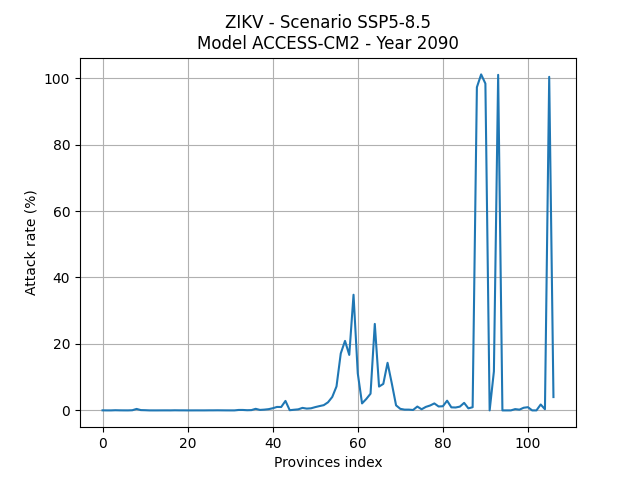 ZIKV - Scenario SSP5-8.5
Model ACCESS-CM2 - Year 2090
100
80
60
40
20
0
Attack rate (%)
0 20 40 60 80 100
Provinces index